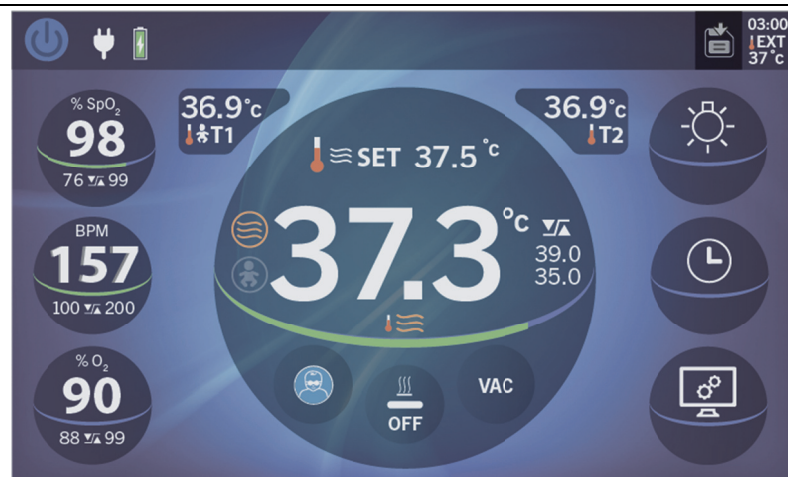 03:00
EXT
37°c
% SpO₂
98
76 99
36.9°c
T1
36.9°c
T2
SET 37.5°c
37.3°c
39.0
35.0
BPM
157
100 200
% O₂
90
88 99
OFF
VAC